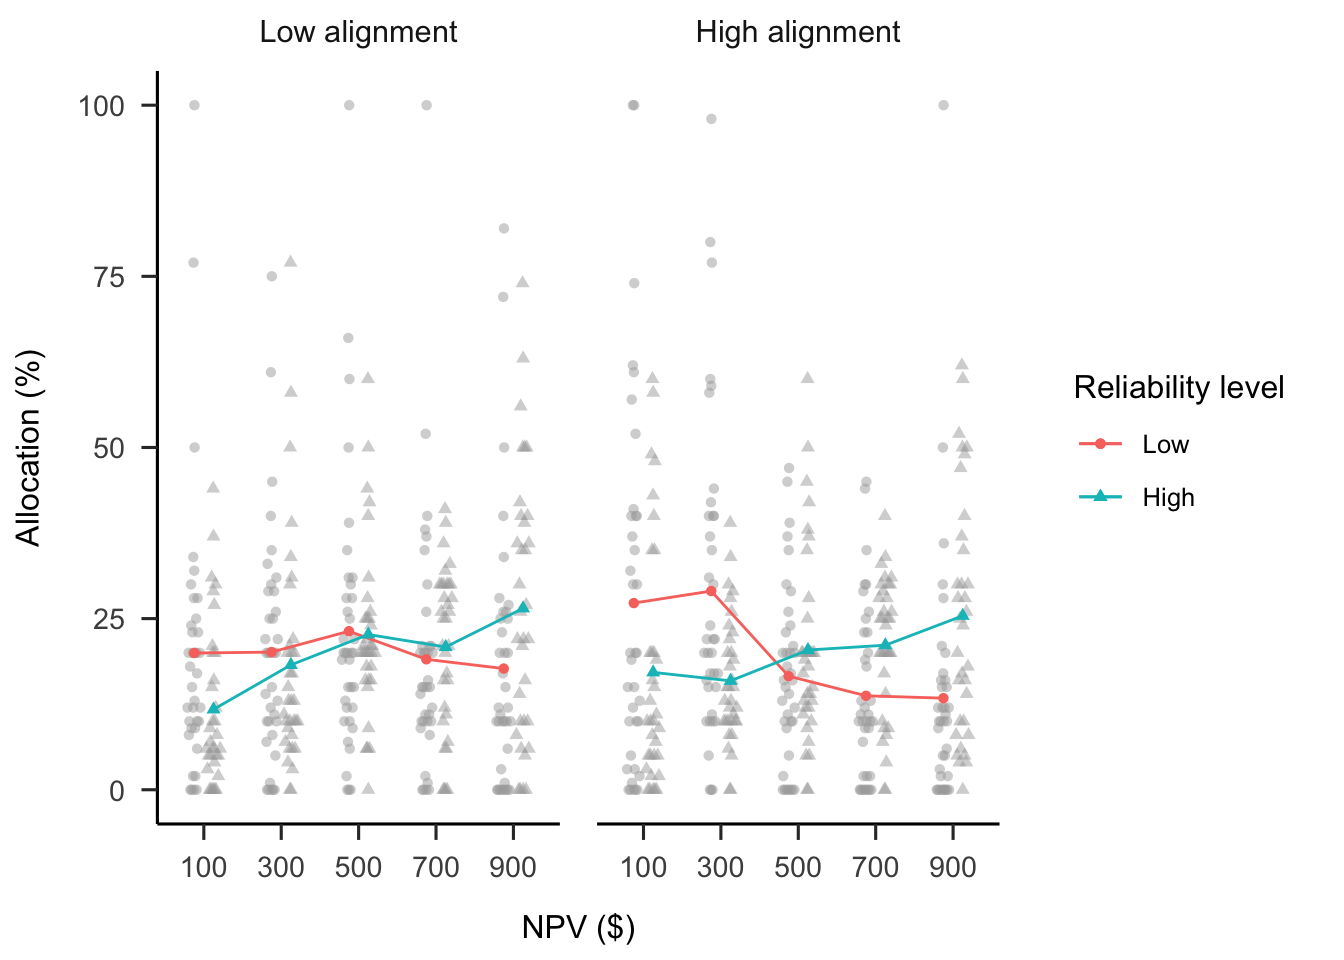 Low alignment
High alignment
Allocation (%)
100
75
50
25
0
100 300 500 700 900
100 300 500 700 900
NPV ($)
Reliability level
Low
High